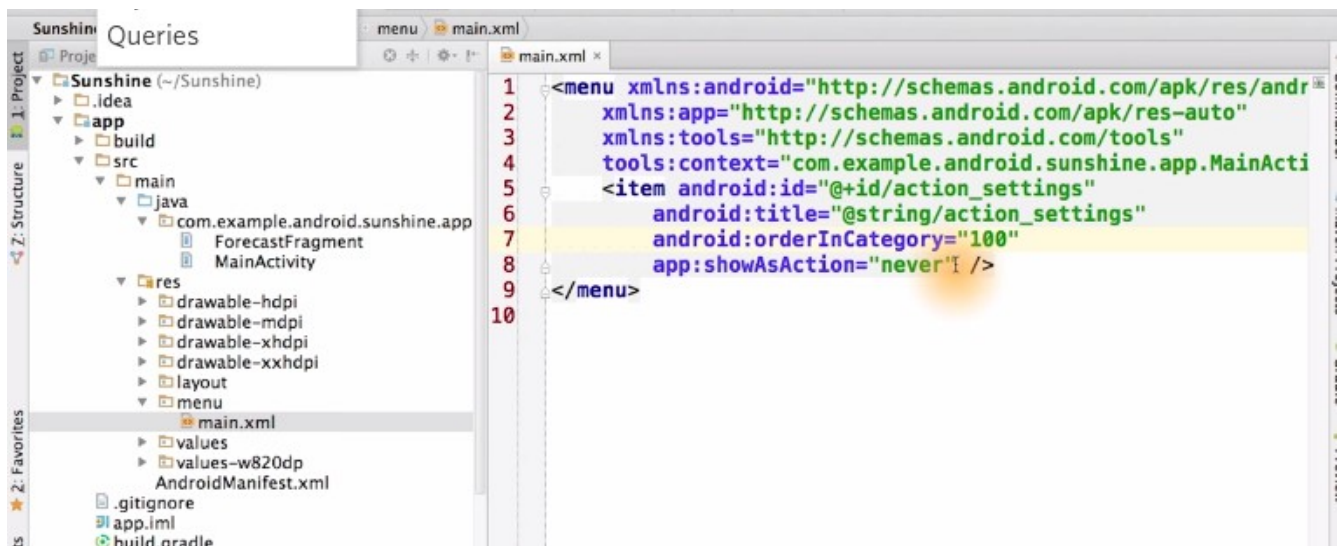 Sunshin
Queries
menu
main.xml
1: Project
Proje
main.xml ×
Sunshine (~/Sunshine)
.idea
app
build
src
main
java
com.example.android.sunshine.app
ForecastFragment
MainActivity
res
drawable-hdpi
drawable-mdpi
drawable-xhdpi
drawable-xxhdpi
layout
menu
main.xml
values
values-w820dp
AndroidManifest.xml
.gitignore
app.iml
build.gradle
Z: Structure
2: Favorites
1 <menu xmlns:android="http://schemas.android.com/apk/res/andr
2 xmlns:app="http://schemas.android.com/apk/res-auto"
3 xmlns:tools="http://schemas.android.com/tools"
4 tools:context="com.example.android.sunshine.app.MainActi
5 <item android:id="@+id/action_settings"
6 android:title="@string/action_settings"
7 android:orderInCategory="100"
8 app:showAsAction="never" />
9 </menu>
10